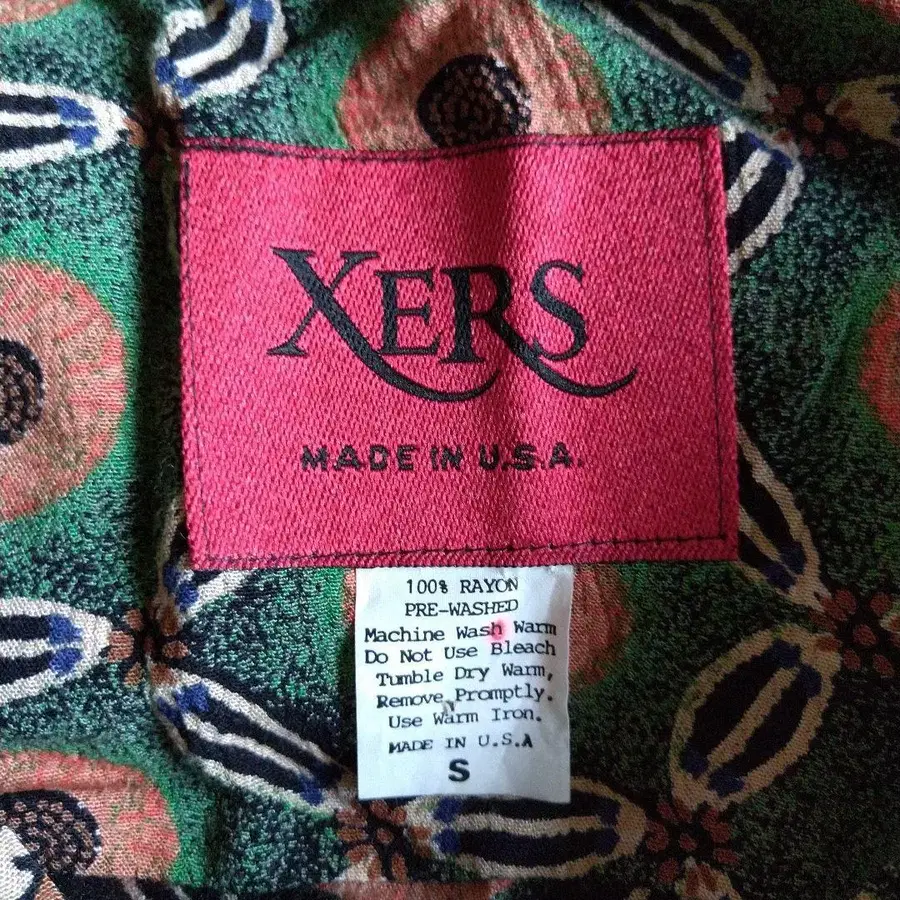 XERS
MADE IN U.S.A.
100% RAYON
PRE-WASHED
Machine Wash Warm
Do Not Use Bleach
Tumble Dry Warm,
Remove Promptly.
Use Warm Iron.
MADE IN U.S.A
S